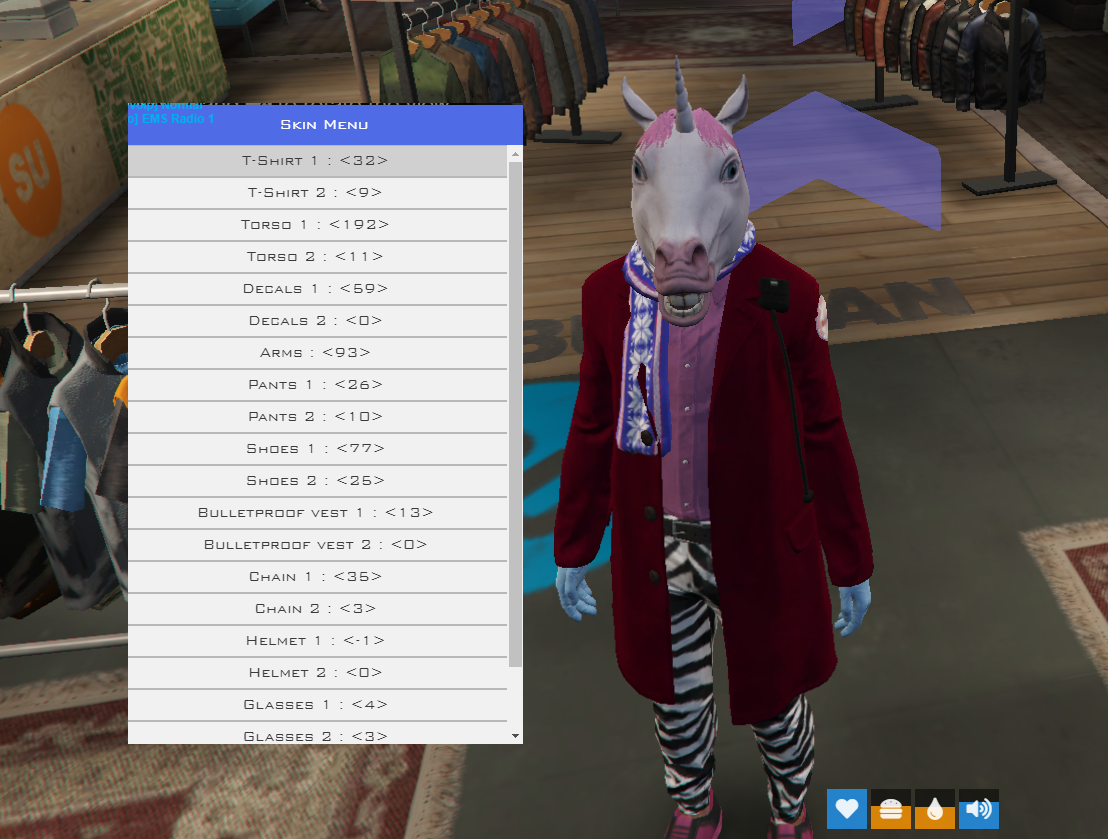 EMS Radio 1
Skin Menu
T-Shirt 1 : <32>
T-Shirt 2 : <9>
Torso 1 : <192>
Torso 2 : <11>
Decals 1 : <59>
Decals 2 : <0>
Arms : <93>
Pants 1 : <26>
Pants 2 : <10>
Shoes 1 : <77>
Shoes 2 : <25>
Bulletproof vest 1 : <13>
Bulletproof vest 2 : <0>
Chain 1 : <35>
Chain 2 : <3>
Helmet 1 : <-1>
Helmet 2 : <0>
Glasses 1 : <4>
Glasses 2 : <3>
SU